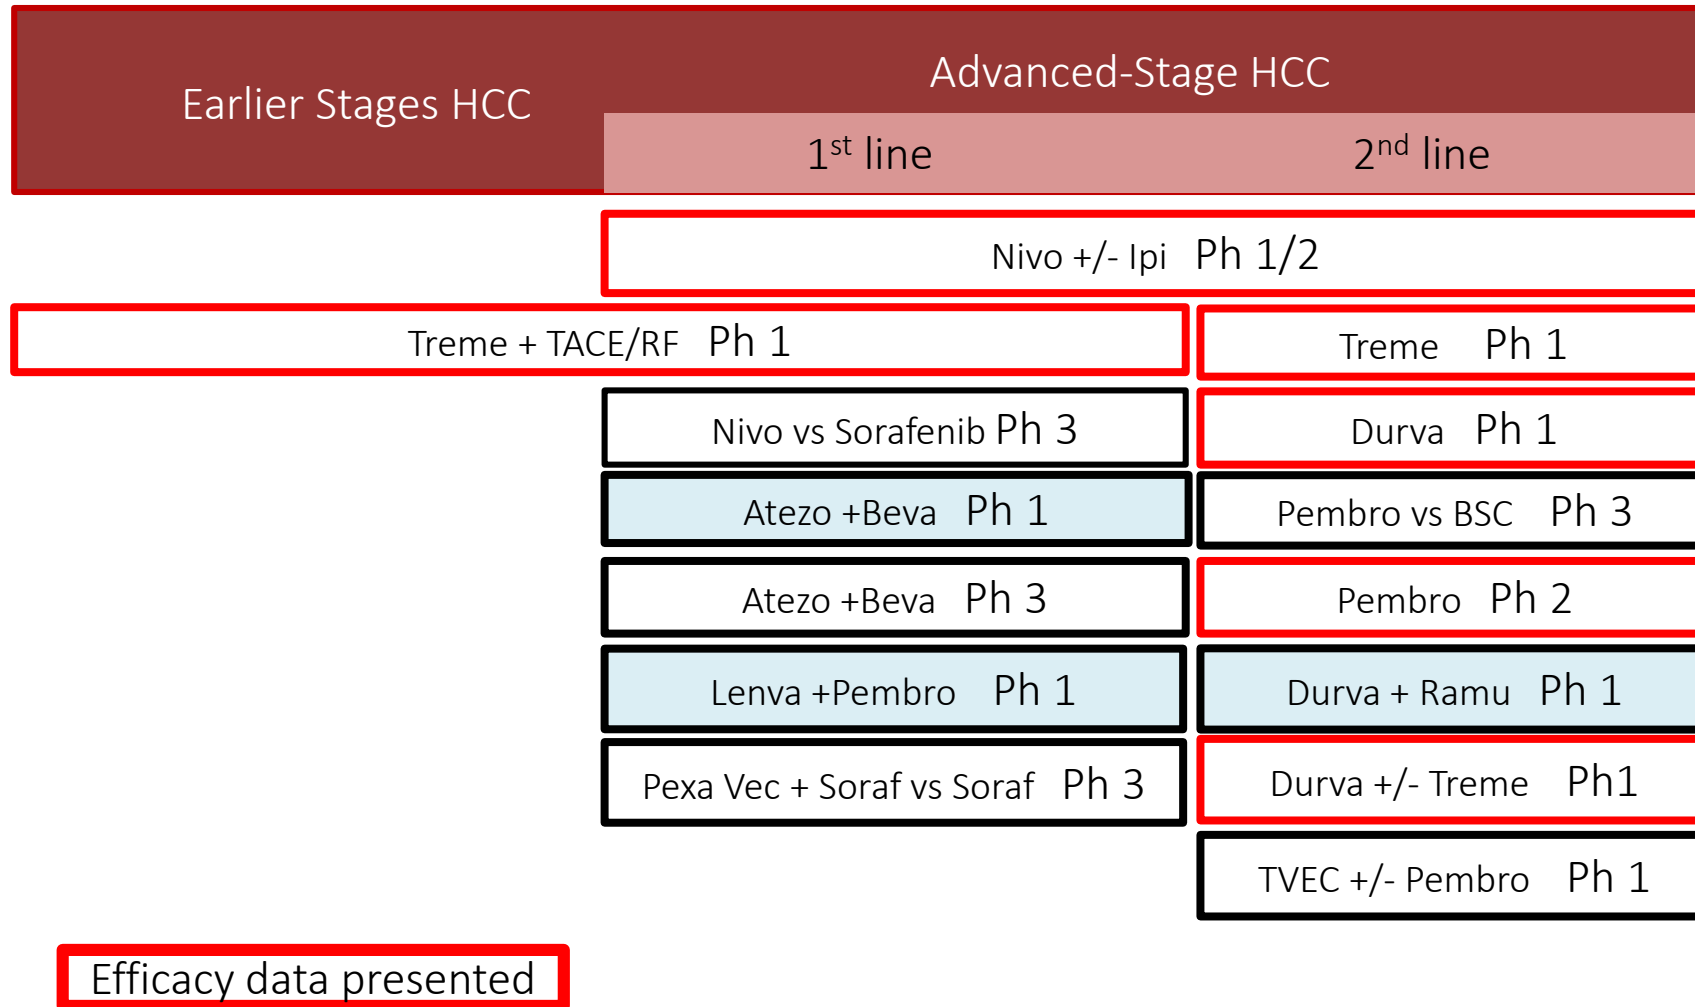 Earlier Stages HCC
Advanced-Stage HCC
1st line
2nd line
Nivo +/- Ipi Ph 1/2
Treme + TACE/RF Ph 1
Treme Ph 1
Nivo vs Sorafenib Ph 3
Durva Ph 1
Atezo +Beva Ph 1
Pembro vs BSC Ph 3
Atezo +Beva Ph 3
Pembro Ph 2
Lenva +Pembro Ph 1
Durva + Ramu Ph 1
Pexa Vec + Soraf vs Soraf Ph 3
Durva +/- Treme Ph1
TVEC +/- Pembro Ph 1
Efficacy data presented